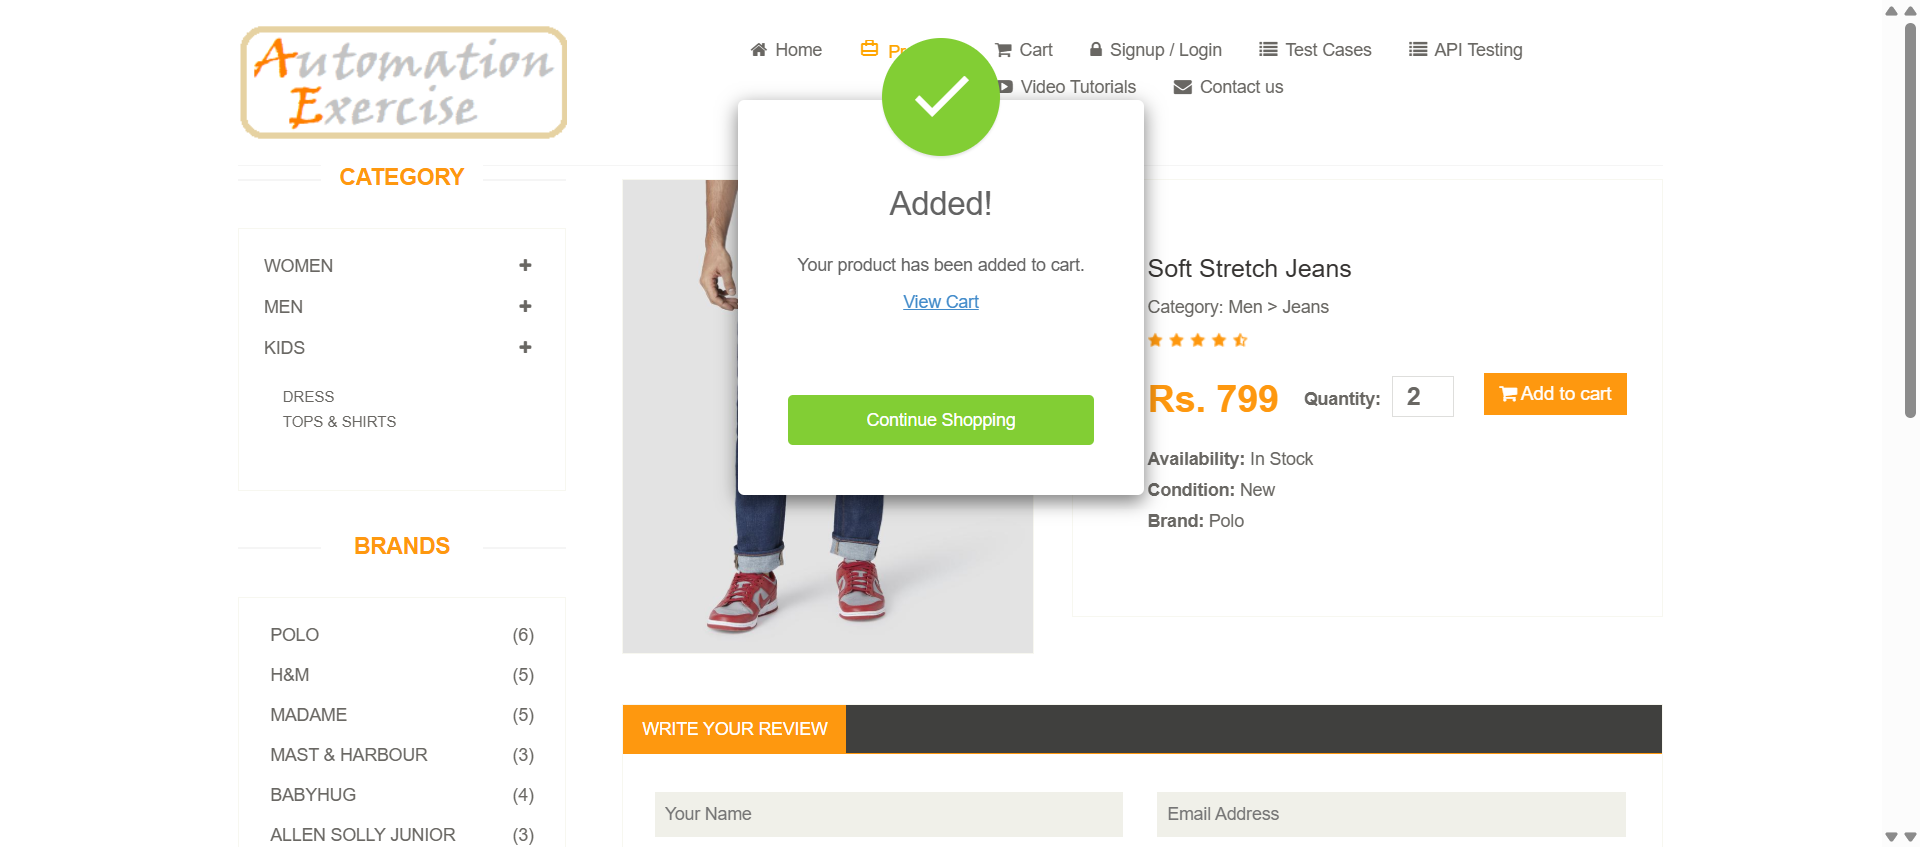 Automation
Exercise
Home
Cart
Signup / Login
Test Cases
API Testing
Video Tutorials
Contact us
CATEGORY
WOMEN
MEN
KIDS
DRESS
TOPS & SHIRTS
BRANDS
POLO (6)
H&M (5)
MADAME (5)
MAST & HARBOUR (3)
BABYHUG (4)
ALLEN SOLLY JUNIOR (3)
Added!
Your product has been added to cart.
View Cart
Continue Shopping
Soft Stretch Jeans
Category: Men > Jeans
Rs. 799 Quantity: 2 Add to cart
Availability: In Stock
Condition: New
Brand: Polo
WRITE YOUR REVIEW
Your Name
Email Address